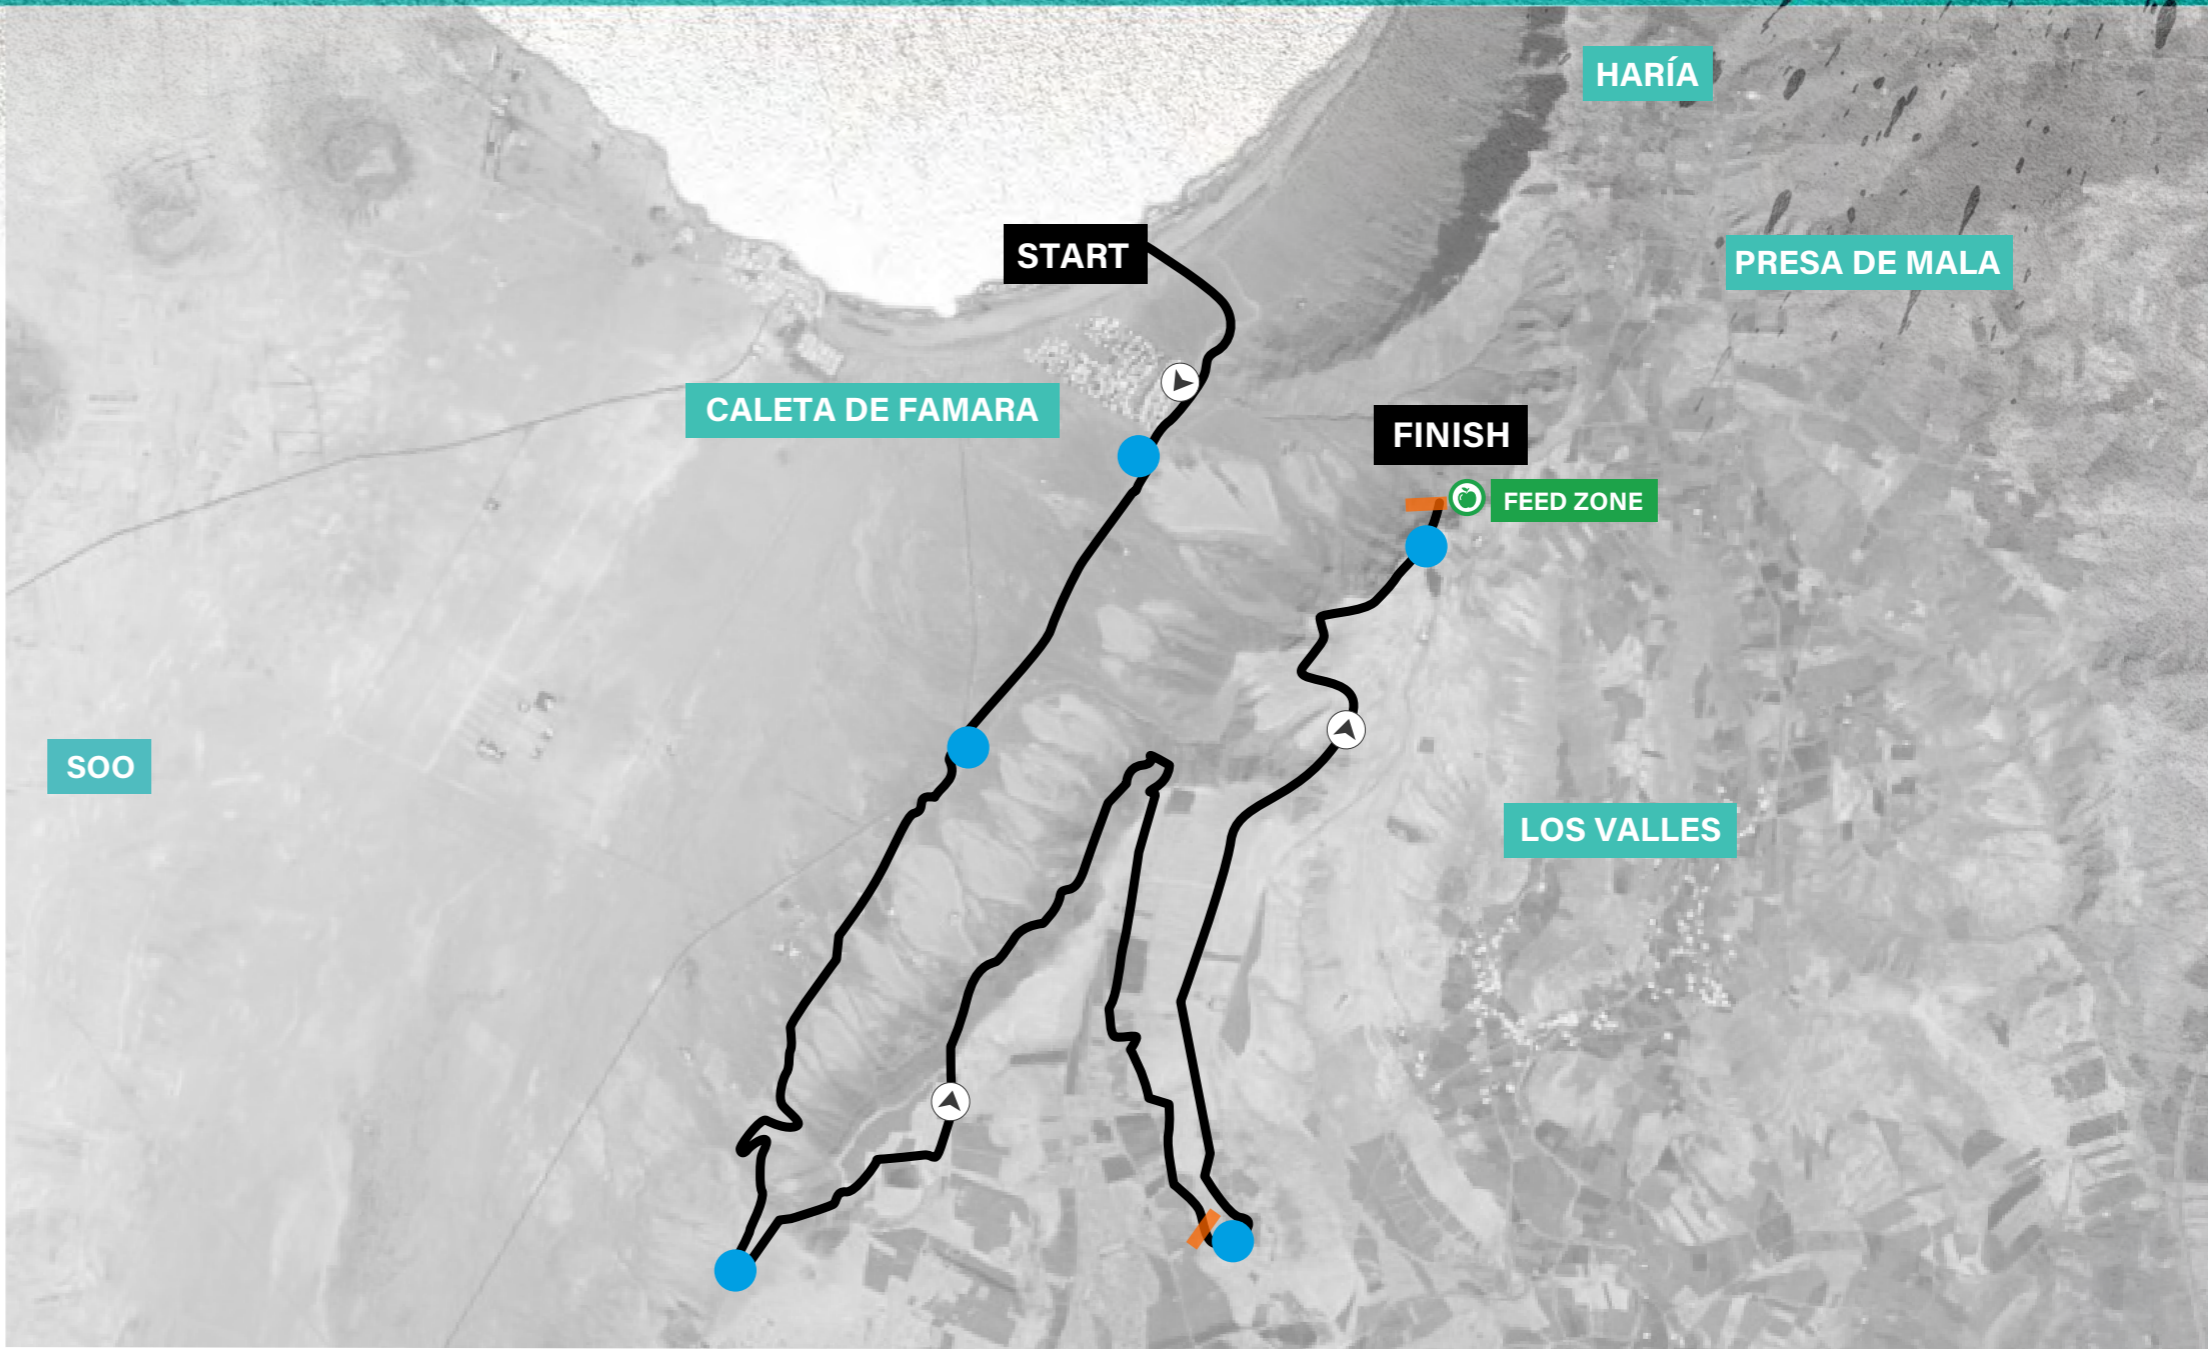 HARÍA
START
PRESA DE MALA
CALETA DE FAMARA
FINISH
FEED ZONE
SOO
LOS VALLES